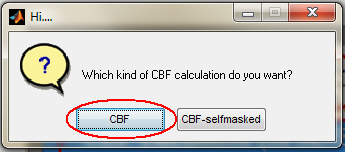 Hi....
?
Which kind of CBF calculation do you want?
CBF CBF-selfmasked